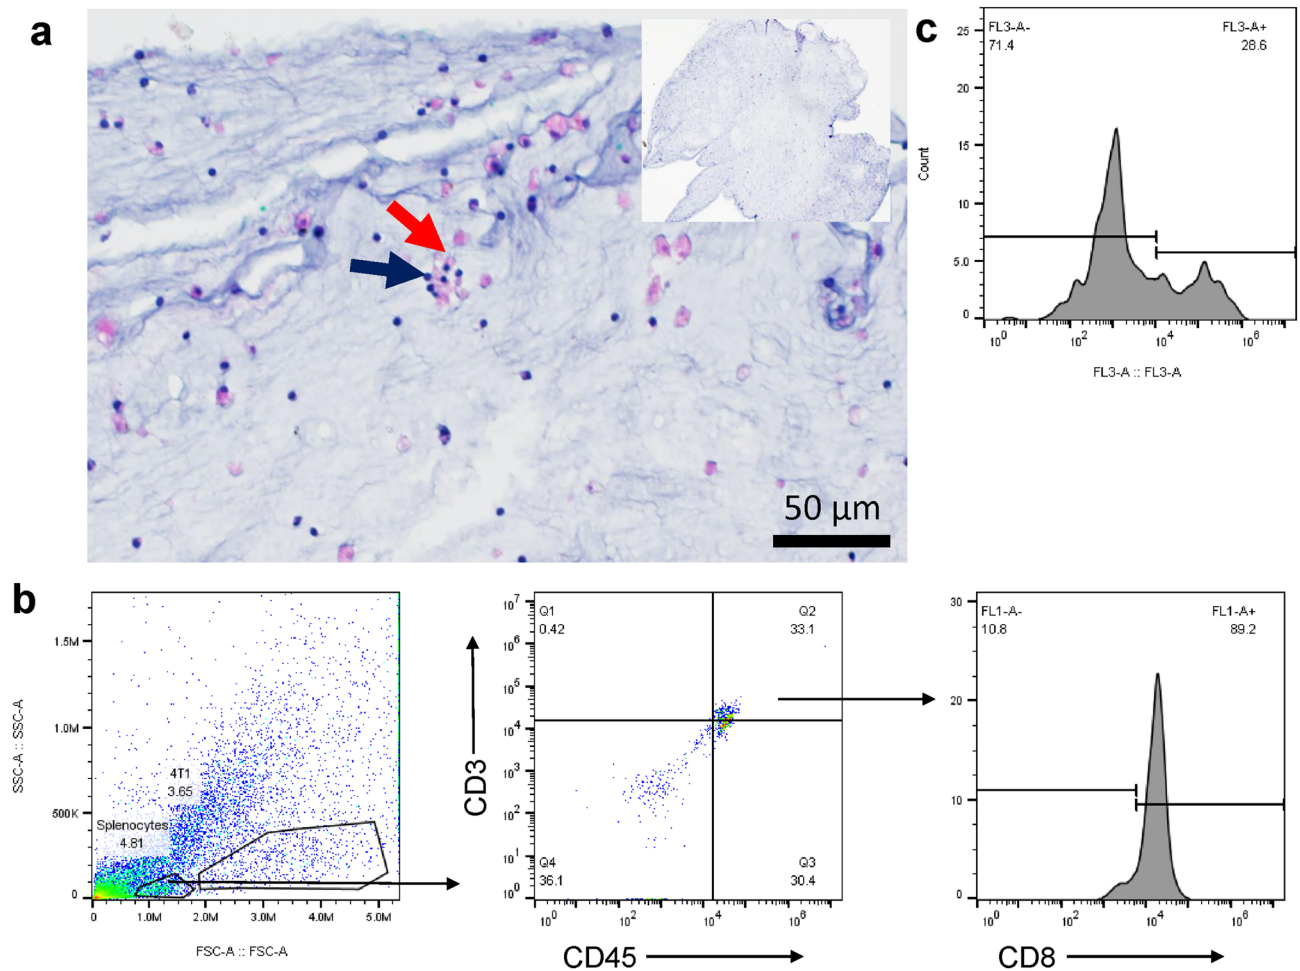 a
50 µm
c
FL3-A-
71.4
FL3-A+
28.6
25
20
15
10
5.0
0
Count
10^0
10^2
10^4
10^6
FL3-A :: FL3-A
b
1.5M
1.0M
500K
0
SSC-A :: SSC-A
4T1
3.65
Splenocytes
4.81
0
1.0M
2.0M
3.0M
4.0M
5.0M
FSC-A :: FSC-A
CD3
10^7
10^6
10^5
10^4
10^3
10^2
10^1
10^0
Q1
0.42
Q2
33.1
Q4
36.1
Q3
30.4
0
10^2
10^4
10^6
CD45
30
20
10
0
FL1-A-
10.8
FL1-A+
89.2
10^0
10^2
10^4
10^6
CD8